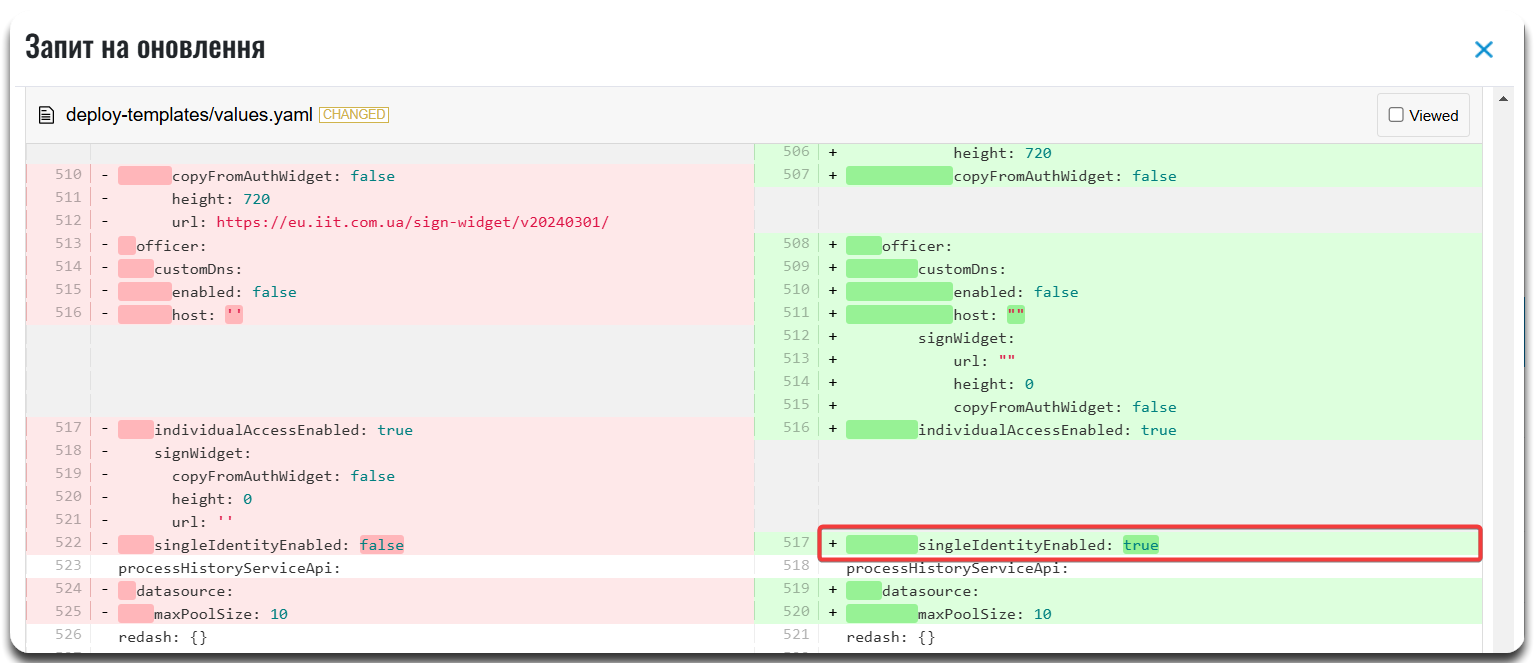 Запит на оновлення
deploy-templates/values.yaml CHANGED Viewed
506 + height: 720
510 - copyFromAuthWidget: false 507 + copyFromAuthWidget: false
511 - height: 720
512 - url: https://eu.iit.com.ua/sign-widget/v20240301/
513 - officer: 508 + officer:
514 - customDns: 509 + customDns:
515 - enabled: false 510 + enabled: false
516 - host: '' 511 + host: ""
512 + signWidget:
513 + url: ""
514 + height: 0
515 + copyFromAuthWidget: false
517 - individualAccessEnabled: true 516 + individualAccessEnabled: true
518 - signWidget:
519 - copyFromAuthWidget: false
520 - height: 0
521 - url: ''
522 - singleIdentityEnabled: false 517 + singleIdentityEnabled: true
523 processHistoryServiceApi: 518 processHistoryServiceApi:
524 - datasource: 519 + datasource:
525 - maxPoolSize: 10 520 + maxPoolSize: 10
526 redash: {} 521 redash: {}